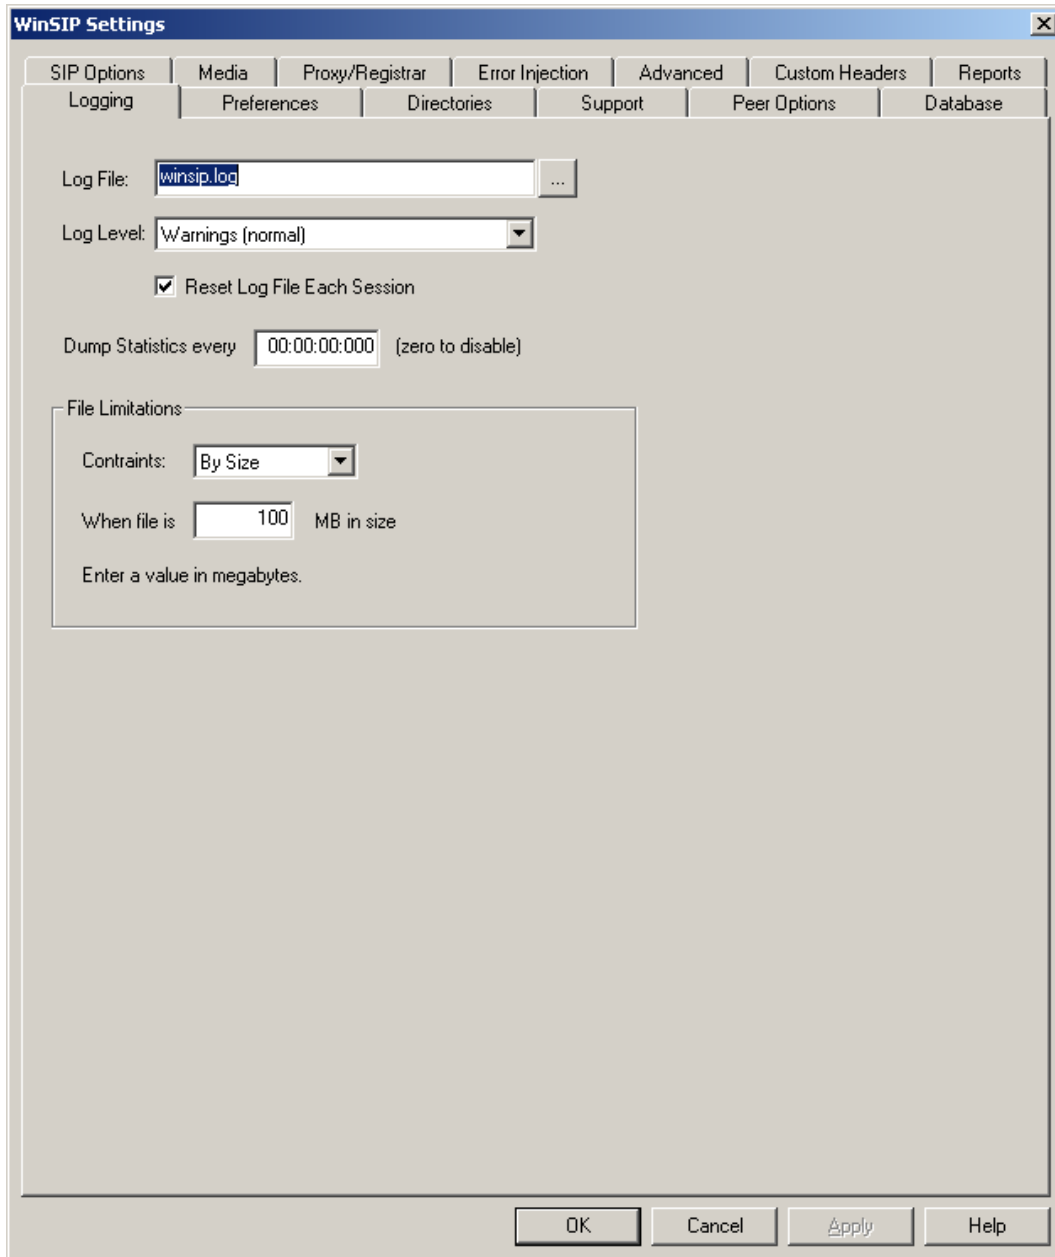 WinSIP Settings
SIP Options Media Proxy/Registrar Error Injection Advanced Custom Headers Reports
Logging Preferences Directories Support Peer Options Database
Log File: winsip.log ...
Log Level: Warnings (normal)
Reset Log File Each Session
Dump Statistics every 00:00:00:000 (zero to disable)
File Limitations
Contraints: By Size
When file is 100 MB in size
Enter a value in megabytes.
OK Cancel Apply Help